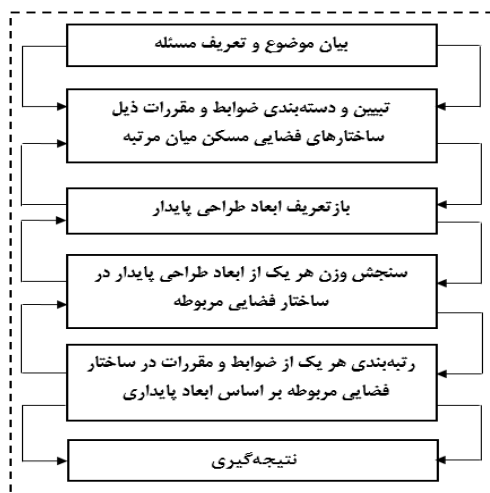 بیان موضوع و تعریف مسئله
تبیین و دسته‌بندی ضوابط و مقررات ذیل
ساختارهای فضایی مسکن میان مرتبه
بازتعریف ابعاد طراحی پایدار
سنجش وزن هر یک از ابعاد طراحی پایدار در
ساختار فضایی مربوطه
رتبه‌بندی هر یک از ضوابط و مقررات در ساختار
فضایی مربوطه بر اساس ابعاد پایداری
نتیجه‌گیری